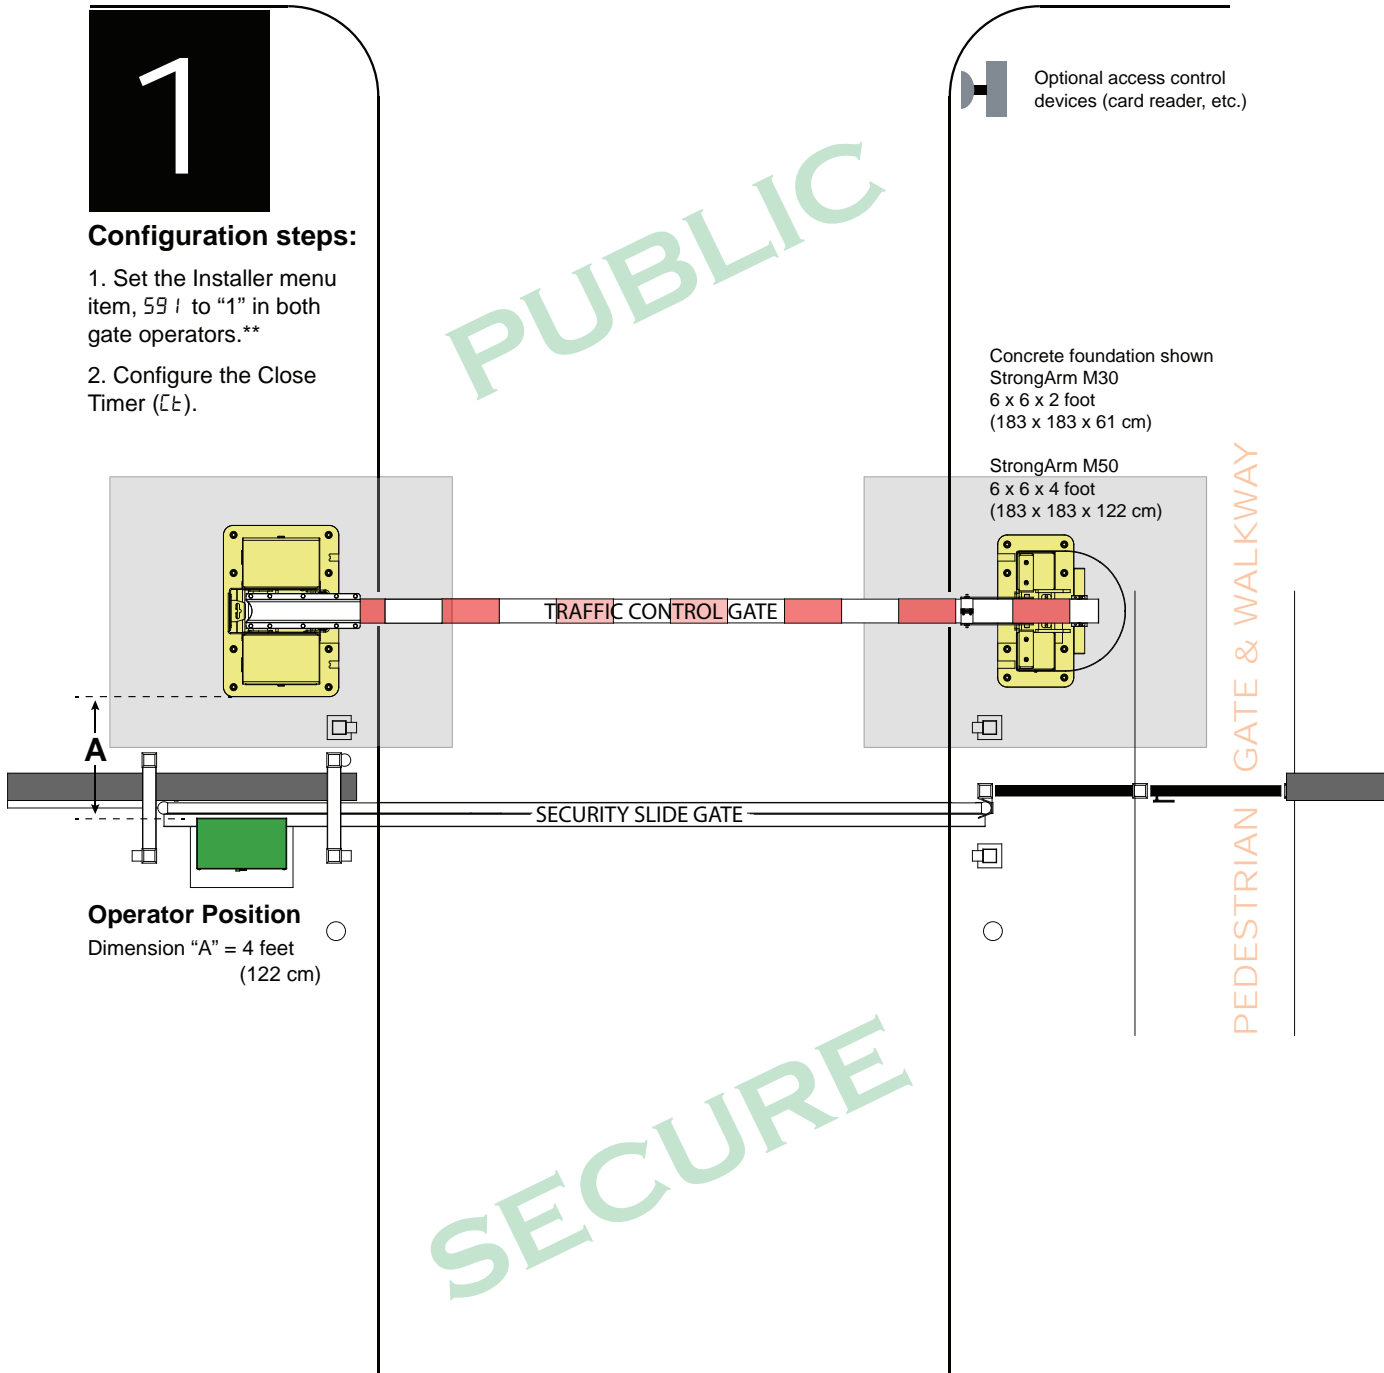 1
Optional access control
devices (card reader, etc.)
PUBLIC
Configuration steps:
1. Set the Installer menu
item, S9 1 to “1” in both
gate operators.**
2. Configure the Close
Timer (Ct).
Concrete foundation shown
StrongArm M30
6 x 6 x 2 foot
(183 x 183 x 61 cm)
StrongArm M50
6 x 6 x 4 foot
(183 x 183 x 122 cm)
PEDESTRIAN GATE & WALKWAY
TRAFFIC CONTROL GATE
A
SECURITY SLIDE GATE
Operator Position
Dimension “A” = 4 feet
(122 cm)
SECURE